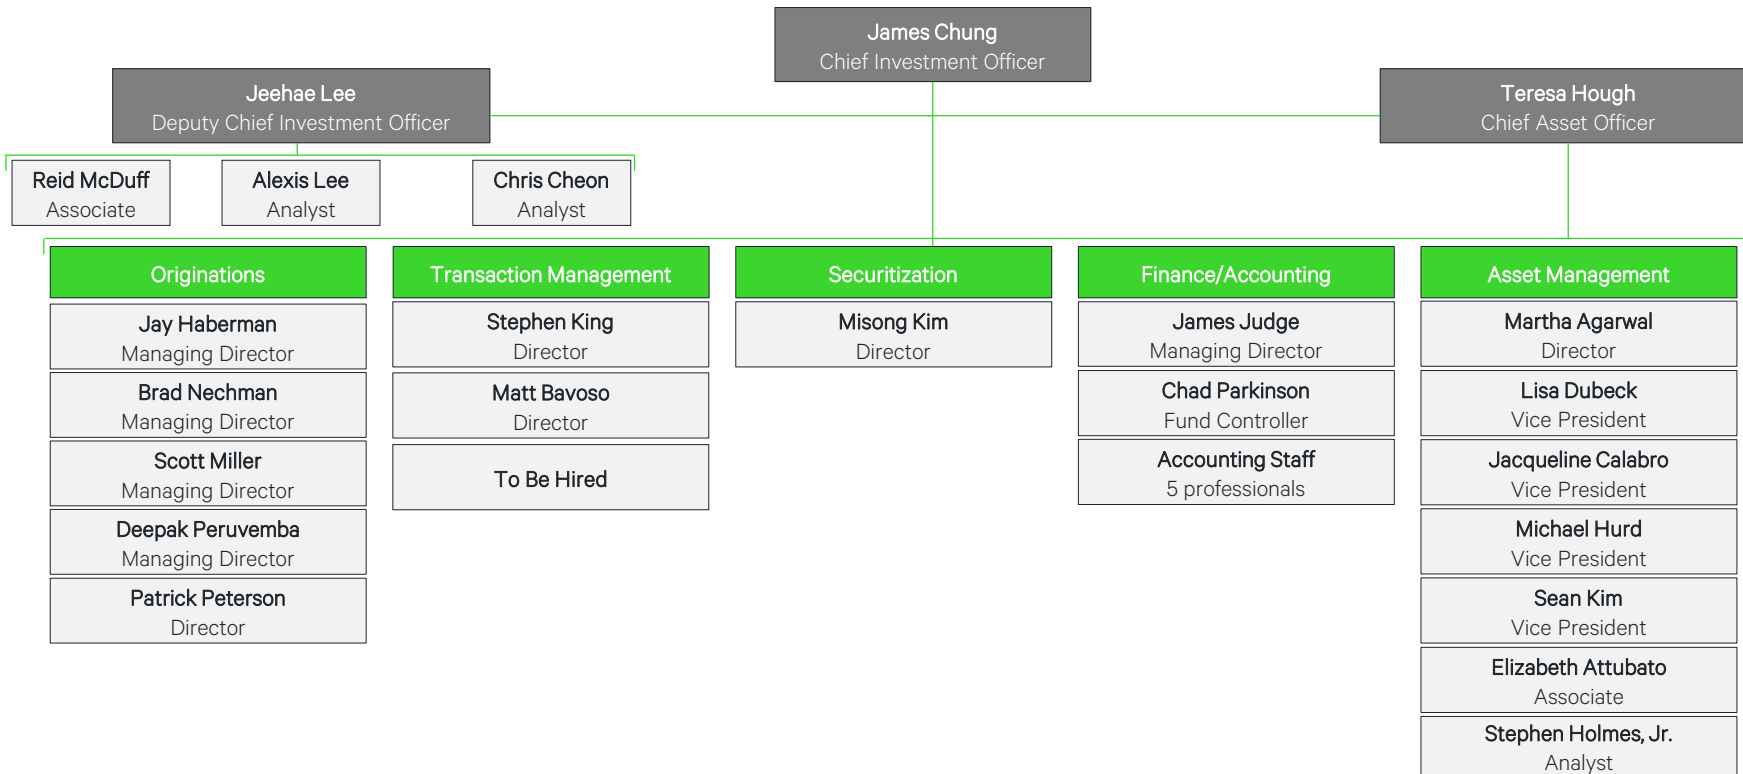 James Chung
Chief Investment Officer
Jeehae Lee
Deputy Chief Investment Officer
Teresa Hough
Chief Asset Officer
Reid McDuff
Associate
Alexis Lee
Analyst
Chris Cheon
Analyst
Originations
Jay Haberman
Managing Director
Brad Nechman
Managing Director
Scott Miller
Managing Director
Deepak Peruvemba
Managing Director
Patrick Peterson
Director
Transaction Management
Stephen King
Director
Matt Bavoso
Director
To Be Hired
Securitization
Misong Kim
Director
Finance/Accounting
James Judge
Managing Director
Chad Parkinson
Fund Controller
Accounting Staff
5 professionals
Asset Management
Martha Agarwal
Director
Lisa Dubeck
Vice President
Jacqueline Calabro
Vice President
Michael Hurd
Vice President
Sean Kim
Vice President
Elizabeth Attubato
Associate
Stephen Holmes, Jr.
Analyst